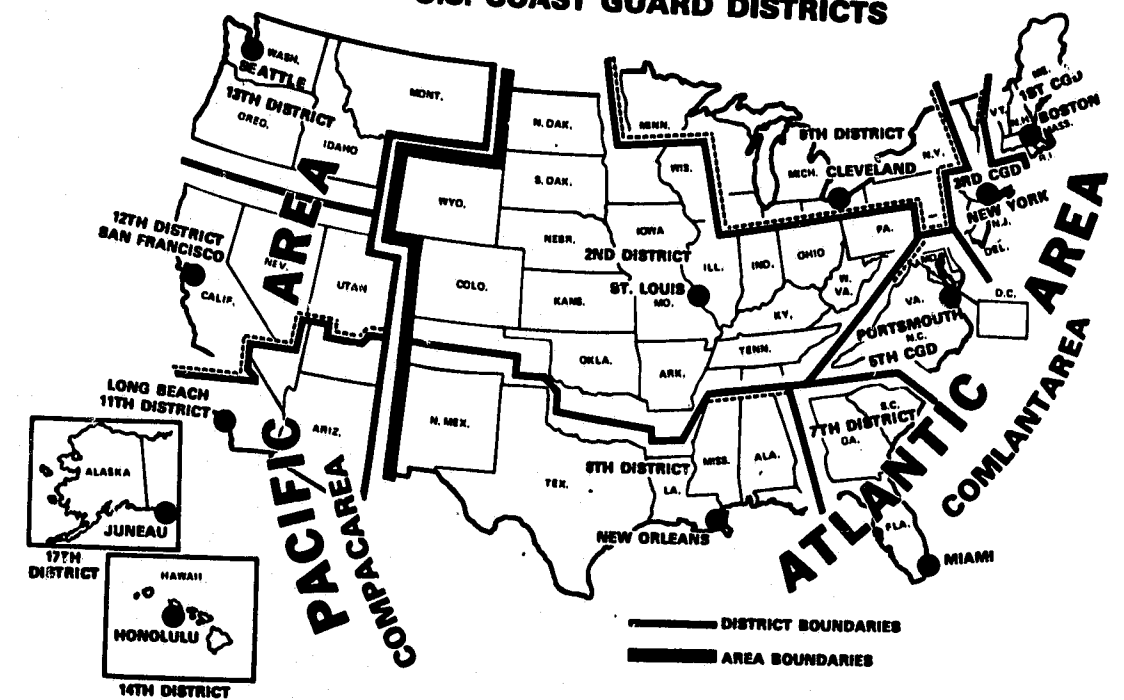 U.S. COAST GUARD DISTRICTS
WASH.
SEATTLE
13TH DISTRICT
OREG.
IDAHO
MONT.
N. DAK.
S. DAK.
WYO.
NEBR.
MINN.
WIS.
IOWA
MICH.
9TH DISTRICT
CLEVELAND
N.Y.
VT.
N.H.
ME.
1ST CGD
BOSTON
MASS.
R.I.
3RD CGD
NEW YORK
N.J.
DEL.
PA.
12TH DISTRICT
SAN FRANCISCO
CALIF.
NEV.
UTAH
COLO.
KANS.
2ND DISTRICT
ST. LOUIS
MO.
ILL.
IND.
OHIO
W.
VA.
KY.
VA.
D.C.
PORTSMOUTH
N.C.
5TH CGD
TENN.
OKLA.
ARK.
LONG BEACH
11TH DISTRICT
ARIZ.
N. MEX.
TEX.
8TH DISTRICT
LA.
MISS.
ALA.
NEW ORLEANS
7TH DISTRICT
S.C.
GA.
FLA.
MIAMI
ALASKA
JUNEAU
17TH
DISTRICT
HAWAII
HONOLULU
14TH DISTRICT
PACIFIC AREA
COMPACAREA
ATLANTIC AREA
COMLANTAREA
DISTRICT BOUNDARIES
AREA BOUNDARIES